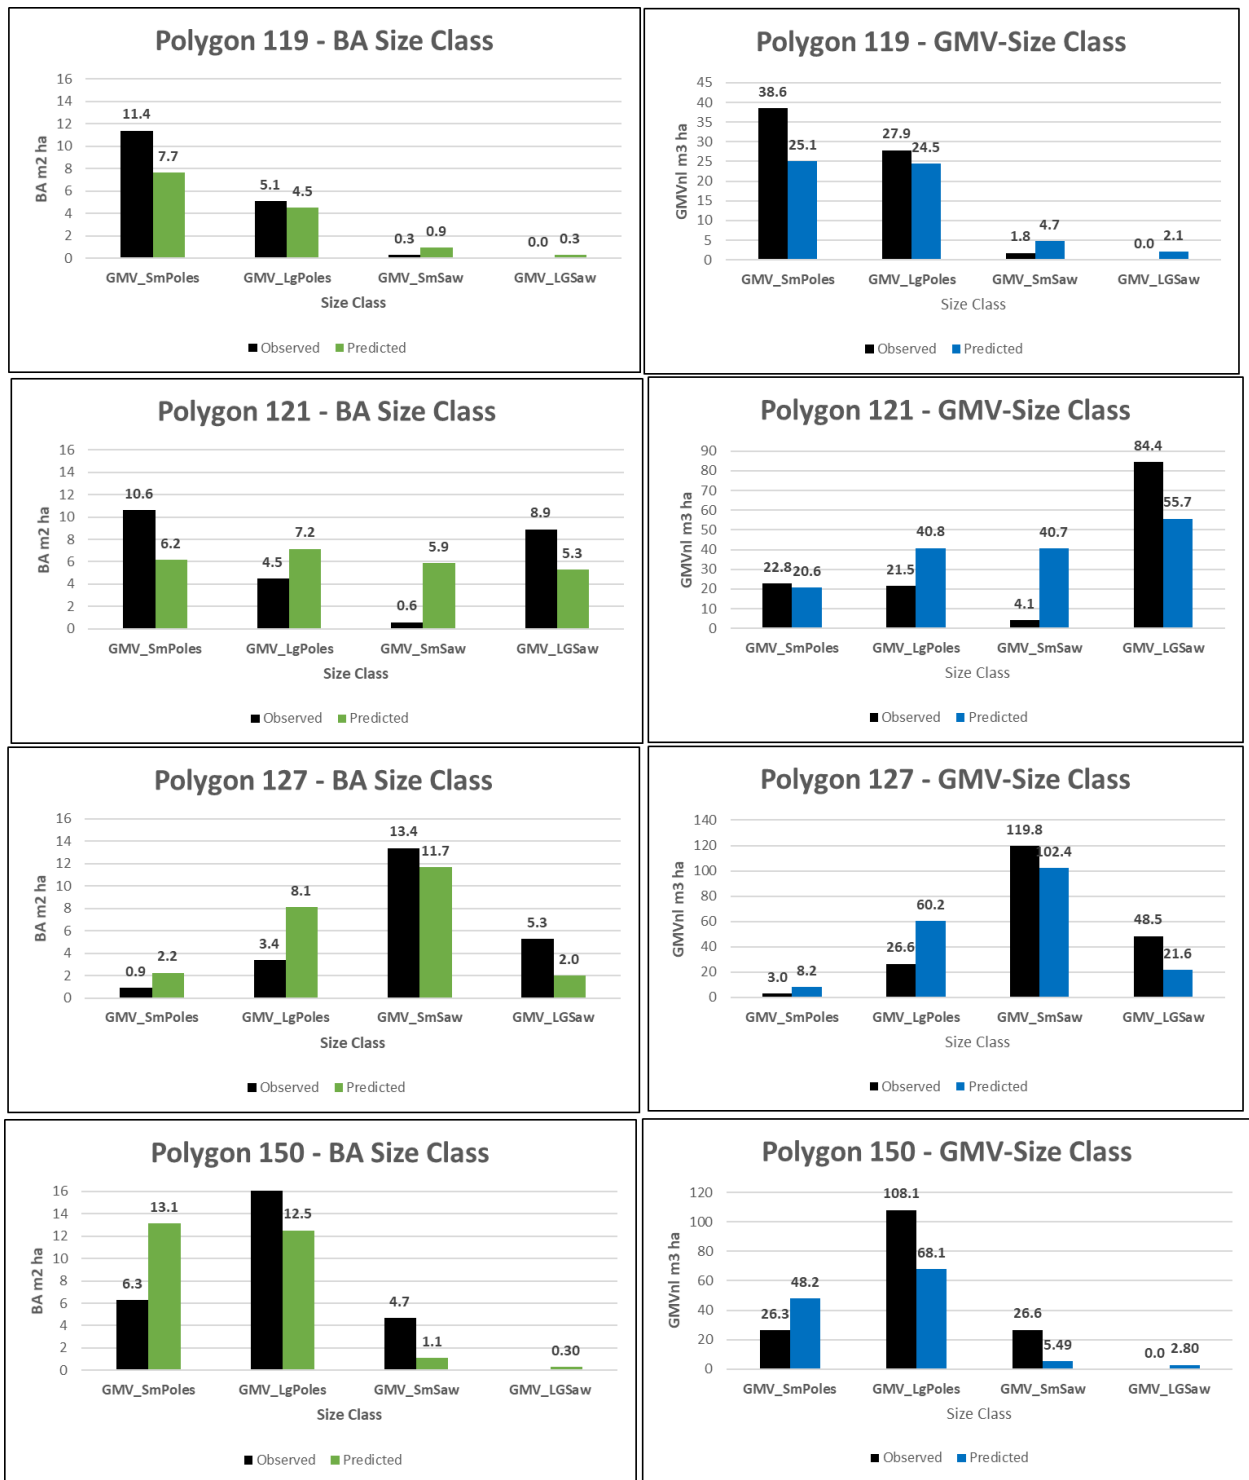 Polygon 119 - BA Size Class
BA m2 ha
16
14
12
10
8
6
4
2
0
11.4
7.7
5.1
4.5
0.3
0.9
0.0
0.3
GMV_SmPoles
GMV_LgPoles
GMV_SmSaw
GMV_LGSaw
Size Class
Observed
Predicted
Polygon 119 - GMV-Size Class
GMVnl m3 ha
45
40
35
30
25
20
15
10
5
0
38.6
25.1
27.9
24.5
1.8
4.7
0.0
2.1
GMV_SmPoles
GMV_LgPoles
GMV_SmSaw
GMV_LGSaw
Size Class
Observed
Predicted
Polygon 121 - BA Size Class
BA m2 ha
16
14
12
10
8
6
4
2
0
10.6
6.2
4.5
7.2
0.6
5.9
8.9
5.3
GMV_SmPoles
GMV_LgPoles
GMV_SmSaw
GMV_LGSaw
Size Class
Observed
Predicted
Polygon 121 - GMV-Size Class
GMVnl m3 ha
90
80
70
60
50
40
30
20
10
0
22.8
20.6
21.5
40.8
4.1
40.7
84.4
55.7
GMV_SmPoles
GMV_LgPoles
GMV_SmSaw
GMV_LGSaw
Size Class
Observed
Predicted
Polygon 127 - BA Size Class
BA m2 ha
16
14
12
10
8
6
4
2
0
0.9
2.2
3.4
8.1
13.4
11.7
5.3
2.0
GMV_SmPoles
GMV_LgPoles
GMV_SmSaw
GMV_LGSaw
Size Class
Observed
Predicted
Polygon 127 - GMV-Size Class
GMVnl m3 ha
140
120
100
80
60
40
20
0
3.0
8.2
26.6
60.2
119.8
102.4
48.5
21.6
GMV_SmPoles
GMV_LgPoles
GMV_SmSaw
GMV_LGSaw
Size Class
Observed
Predicted
Polygon 150 - BA Size Class
BA m2 ha
16
14
12
10
8
6
4
2
0
6.3
13.1
12.5
4.7
1.1
0.30
GMV_SmPoles
GMV_LgPoles
GMV_SmSaw
GMV_LGSaw
Size Class
Observed
Predicted
Polygon 150 - GMV-Size Class
GMVnl m3 ha
120
100
80
60
40
20
0
26.3
48.2
108.1
68.1
26.6
5.49
0.0
2.80
GMV_SmPoles
GMV_LgPoles
GMV_SmSaw
GMV_LGSaw
Size Class
Observed
Predicted